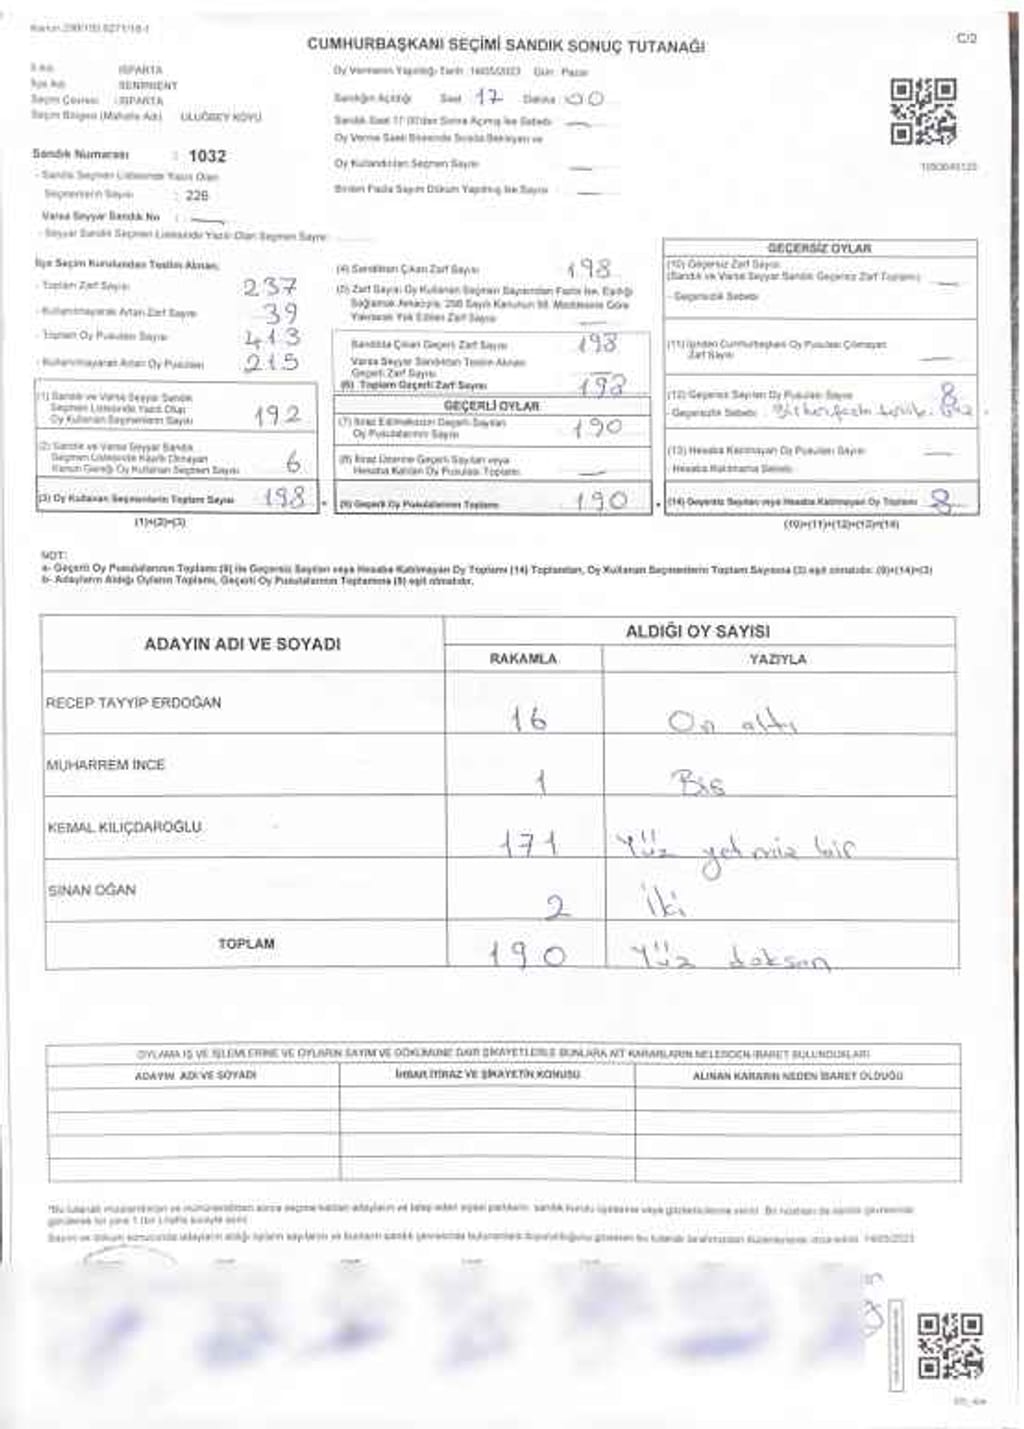 C/2
CUMHURBAŞKANI SEÇİMİ SANDIK SONUÇ TUTANAĞI
İl Adı ISPARTA
İlçe Adı SENİRKENT
Seçim Çevresi : ISPARTA
Seçim Bölgesi (Mahalle Adı) ULUĞBEY KÖYÜ
Sandık Numarası : 1032
- Sandık Seçmen Listesinde Yazılı Olan
Seçmenlerin Sayısı : 226
Varsa Seyyar Sandık No :
- Seyyar Sandık Seçmen Listesinde Yazılı Olan Seçmen Sayısı
Oy Vermenin Yapıldığı Tarih : 14/05/2023 Gün : Pazar
Sandığın Açıldığı Saat 17 Dakika 00
Sandık Saat 17.00'den Sonra Açılmış İse Sebebi
Oy Verme Saati Bitiminde Sırada Bekleyen ve
Oy Kullandırılan Seçmen Sayısı
Birden Fazla Sayım Döküm Yapılmış İse Sayısı
İlçe Seçim Kurulundan Teslim Alınan;
- Toplam Zarf Sayısı 237
- Kullanılmayarak Artan Zarf Sayısı 39
- Toplam Oy Pusulası Sayısı 413
- Kullanılmayarak Artan Oy Pusulası 215
(1) Sandık ve Varsa Seyyar Sandık
Seçmen Listesinde Yazılı Olup
Oy Kullanan Seçmenlerin Sayısı 192
(2) Sandık ve Varsa Seyyar Sandık
Seçmen Listesinde Kayıtlı Olmayan
Kanun Gereği Oy Kullanan Seçmen Sayısı 6
(3) Oy Kullanan Seçmenlerin Toplam Sayısı 198
(1)+(2)=(3)
(4) Sandıktan Çıkan Zarf Sayısı 198
(5) Zarf Sayısı Oy Kullanan Seçmen Sayısından Fazla İse, Eşitliği
Sağlamak Amacıyla, 298 Sayılı Kanunun 98. Maddesine Göre
Yakılarak Yok Edilen Zarf Sayısı
Sandıkta Çıkan Geçerli Zarf Sayısı 198
Varsa Seyyar Sandıktan Teslim Alınan
Geçerli Zarf Sayısı
(6) Toplam Geçerli Zarf Sayısı 198
GEÇERLİ OYLAR
(7) İtiraz Edilmeksizin Geçerli Sayılan
Oy Pusulalarının Sayısı 190
(8) İtiraz Üzerine Geçerli Sayılan veya
Hesaba Katılan Oy Pusulası Toplamı
(9) Geçerli Oy Pusulalarının Toplamı 190
GEÇERSİZ OYLAR
(10) Geçersiz Zarf Sayısı
(Sandık ve Varsa Seyyar Sandık Geçersiz Zarf Toplamı)
- Geçersizlik Sebebi
(11) İçinden Cumhurbaşkanı Oy Pusulası Çıkmayan
Zarf Sayısı
(12) Geçersiz Sayılan Oy Pusulası Sayısı 8
- Geçersizlik Sebebi
(13) Hesaba Katılmayan Oy Pusulası Sayısı
- Hesaba Katılmama Sebebi
(14) Geçersiz Sayılan veya Hesaba Katılmayan Oy Toplamı 8
(10)+(11)+(12)+(13)=(14)
NOT:
a- Geçerli Oy Pusulalarının Toplamı (9) ile Geçersiz Sayılan veya Hesaba Katılmayan Oy Toplamı (14) Toplamları, Oy Kullanan Seçmenlerin Toplam Sayısına (3) eşit olmalıdır. (9)+(14)=(3)
b- Adayların Aldığı Oyların Toplamı, Geçerli Oy Pusulalarının Toplamına (9) eşit olmalıdır.
ADAYIN ADI VE SOYADI ALDIĞI OY SAYISI
RAKAMLA YAZIYLA
RECEP TAYYİP ERDOĞAN 16 On altı
MUHARREM İNCE 1 Bir
KEMAL KILIÇDAROĞLU 171 Yüz yetmiş bir
SİNAN OĞAN 2 İki
TOPLAM 190 Yüz doksan
OYLAMA İŞ VE İŞLEMLERİNE VE OYLARIN SAYIM VE DÖKÜMÜNE DAİR ŞİKAYETLERLE BUNLARA AİT KARARLARIN NELERDEN İBARET BULUNDUKLARI
ADAYIN ADI VE SOYADI İHBAR İTİRAZ VE ŞİKAYETİN KONUSU ALINAN KARARIN NEDEN İBARET OLDUĞU